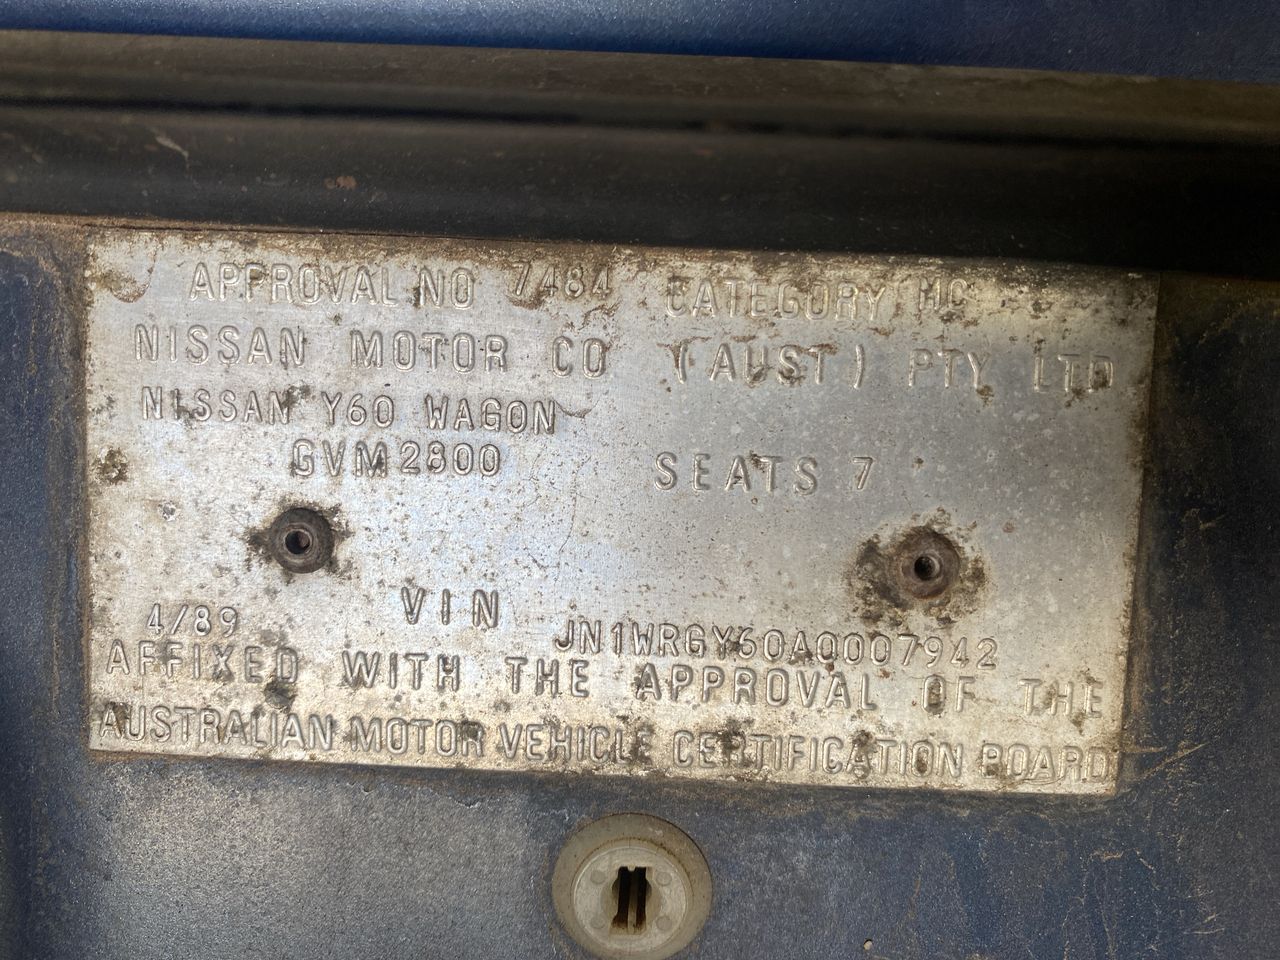 APPROVAL NO 7484 CATEGORY MC
NISSAN MOTOR CO (AUST) PTY LTD
NISSAN Y60 WAGON
GVM 2800 SEATS 7
4/89 VIN JN1WRGY60A0007942
AFFIXED WITH THE APPROVAL OF THE
AUSTRALIAN MOTOR VEHICLE CERTIFICATION BOARD